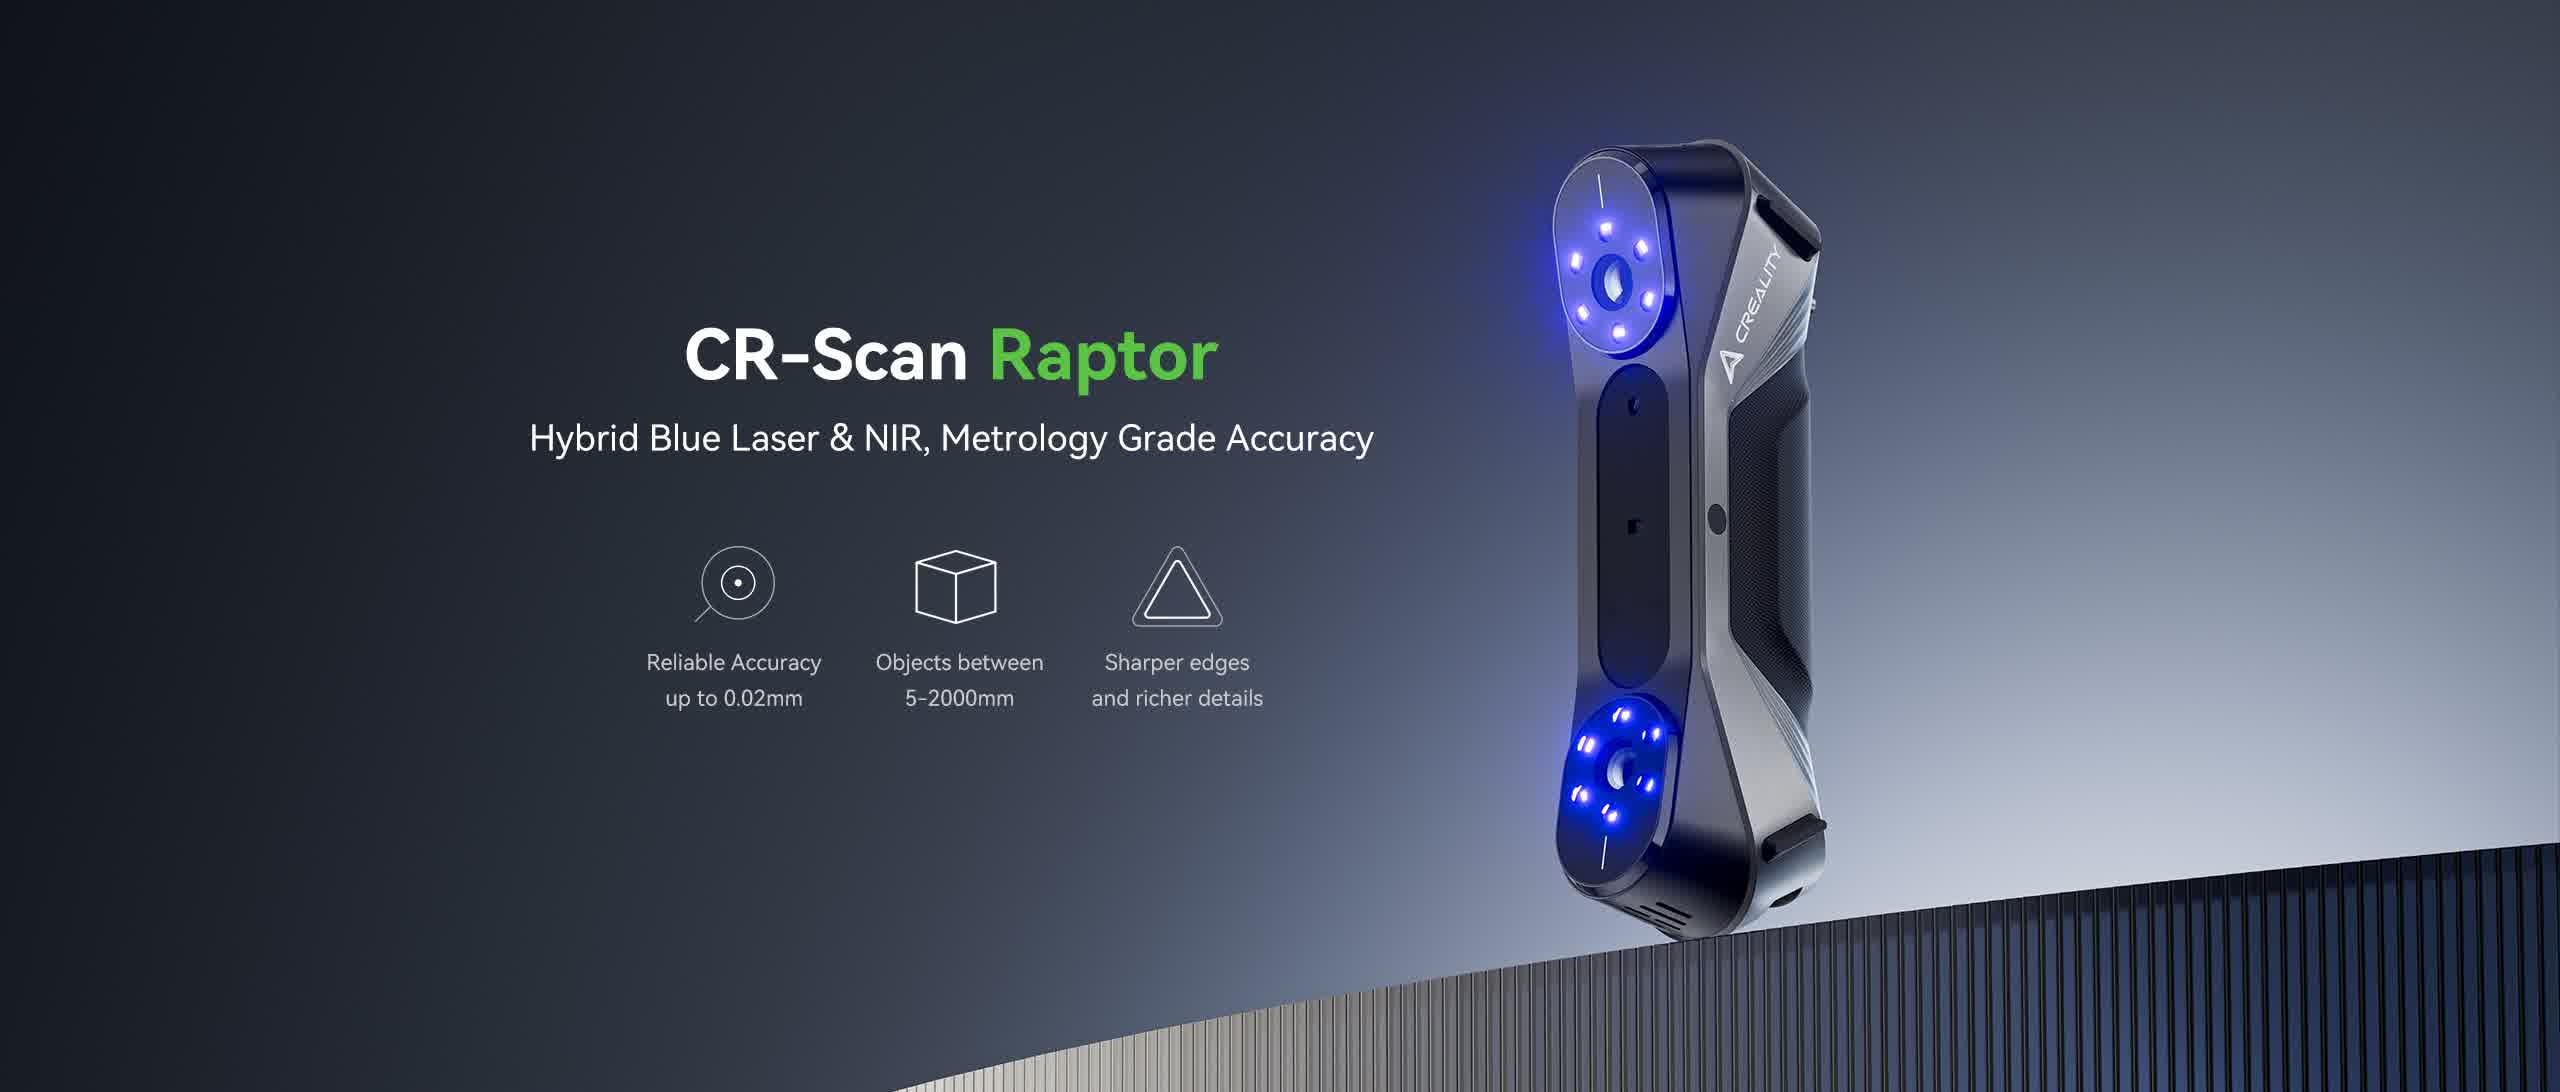 CR-Scan Raptor
Hybrid Blue Laser & NIR, Metrology Grade Accuracy
Reliable Accuracy
up to 0.02mm
Objects between
5-2000mm
Sharper edges
and richer details
CREALITY